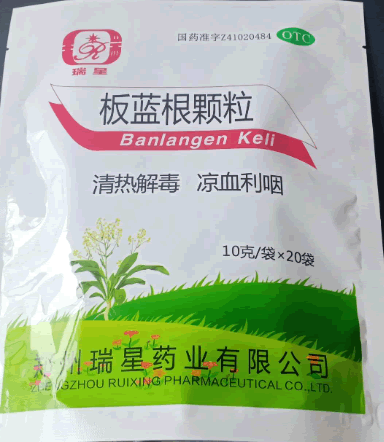 国药准字Z41020484 OTC
R
瑞星
板蓝根颗粒
Banlangen Keli
清热解毒 凉血利咽
10克/袋×20袋
州瑞星药业有限公司
ZHENGZHOU RUIXING PHARMACEUTICAL CO.,LTD.